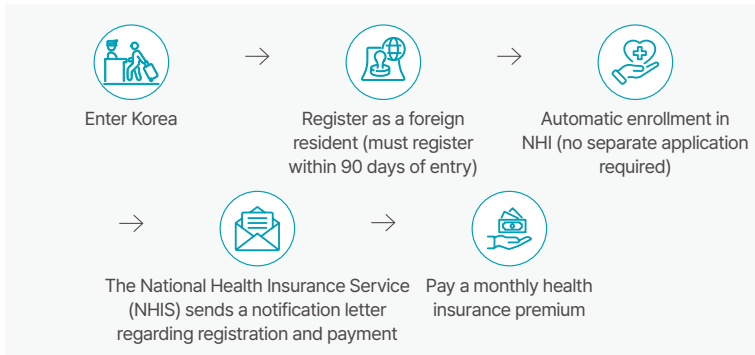 Enter Korea
Register as a foreign
resident (must register
within 90 days of entry)
Automatic enrollment in
NHI (no separate application
required)
The National Health Insurance Service
(NHIS) sends a notification letter
regarding registration and payment
Pay a monthly health
insurance premium